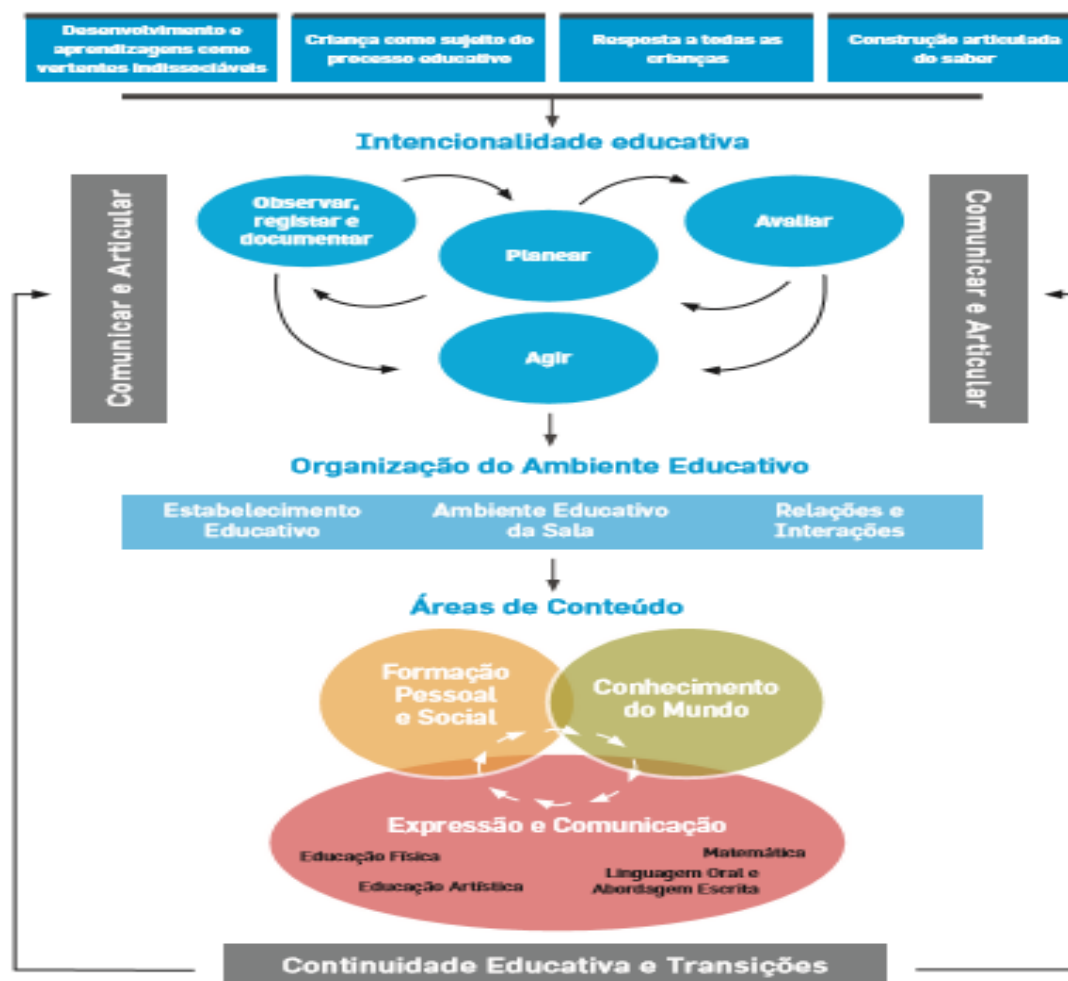 Desenvolvimento e
aprendizagens como
vertentes indissociáveis
Criança como sujeito do
processo educativo
Resposta a todas as
crianças
Construção articulada
do saber
Intencionalidade educativa
Comunicar e Articular
Observar,
registar e
documentar
Planear
Avaliar
Agir
Comunicar e Articular
Organização do Ambiente Educativo
Estabelecimento
Educativo
Ambiente Educativo
da Sala
Relações e
Interações
Áreas de Conteúdo
Formação
Pessoal
e Social
Conhecimento
do Mundo
Expressão e Comunicação
Educação Física
Matemática
Educação Artística
Linguagem Oral e
Abordagem Escrita
Continuidade Educativa e Transições